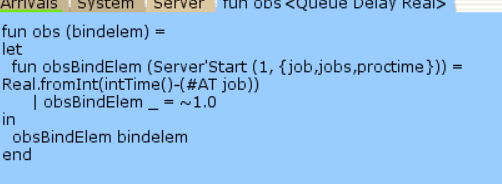 Arrivals System Server fun obs <Queue Delay Real>
fun obs (bindelem) =
let
fun obsBindElem (Server'Start (1, {job,jobs,proctime})) =
Real.fromInt(intTime()-(#AT job))
| obsBindElem _ = ~1.0
in
obsBindElem bindelem
end